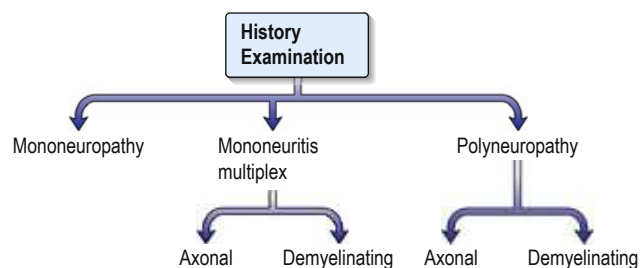 History
Examination
Mononeuropathy
Mononeuritis
multiplex
Polyneuropathy
Axonal
Demyelinating
Axonal
Demyelinating